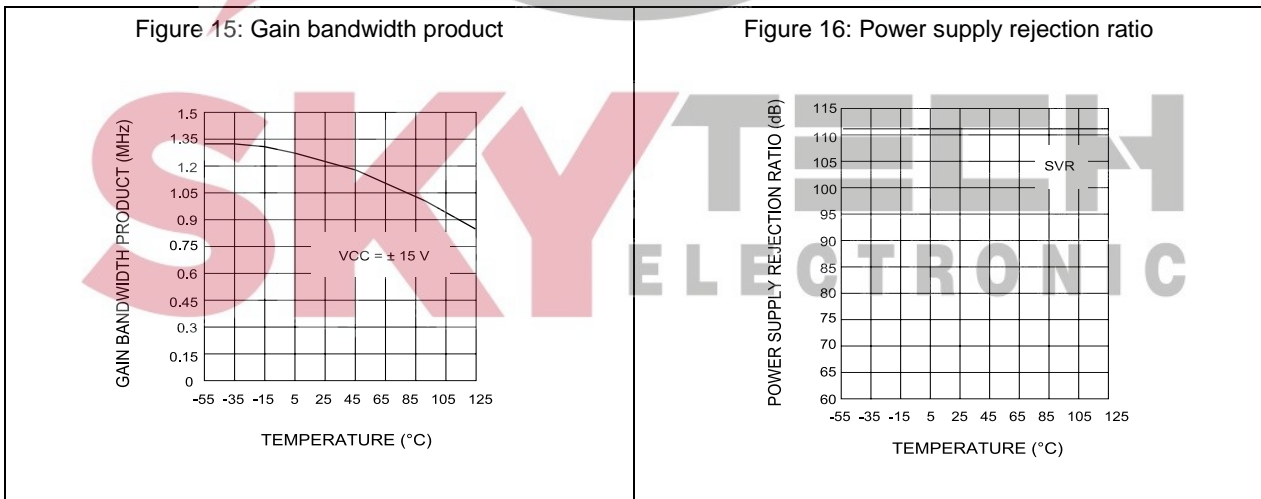 Figure 15: Gain bandwidth product
GAIN BANDWIDTH PRODUCT (MHz)
1.5
1.35
1.2
1.05
0.9
0.75
0.6
0.45
0.3
0.15
0
VCC = ± 15 V
-55 -35 -15 5 25 45 65 85 105 125
TEMPERATURE (°C)
Figure 16: Power supply rejection ratio
POWER SUPPLY REJECTION RATIO (dB)
115
110
105
100
95
90
85
80
75
70
65
60
SVR
-55 -35 -15 5 25 45 65 85 105 125
TEMPERATURE (°C)
SKYTECH
ELECTRONIC